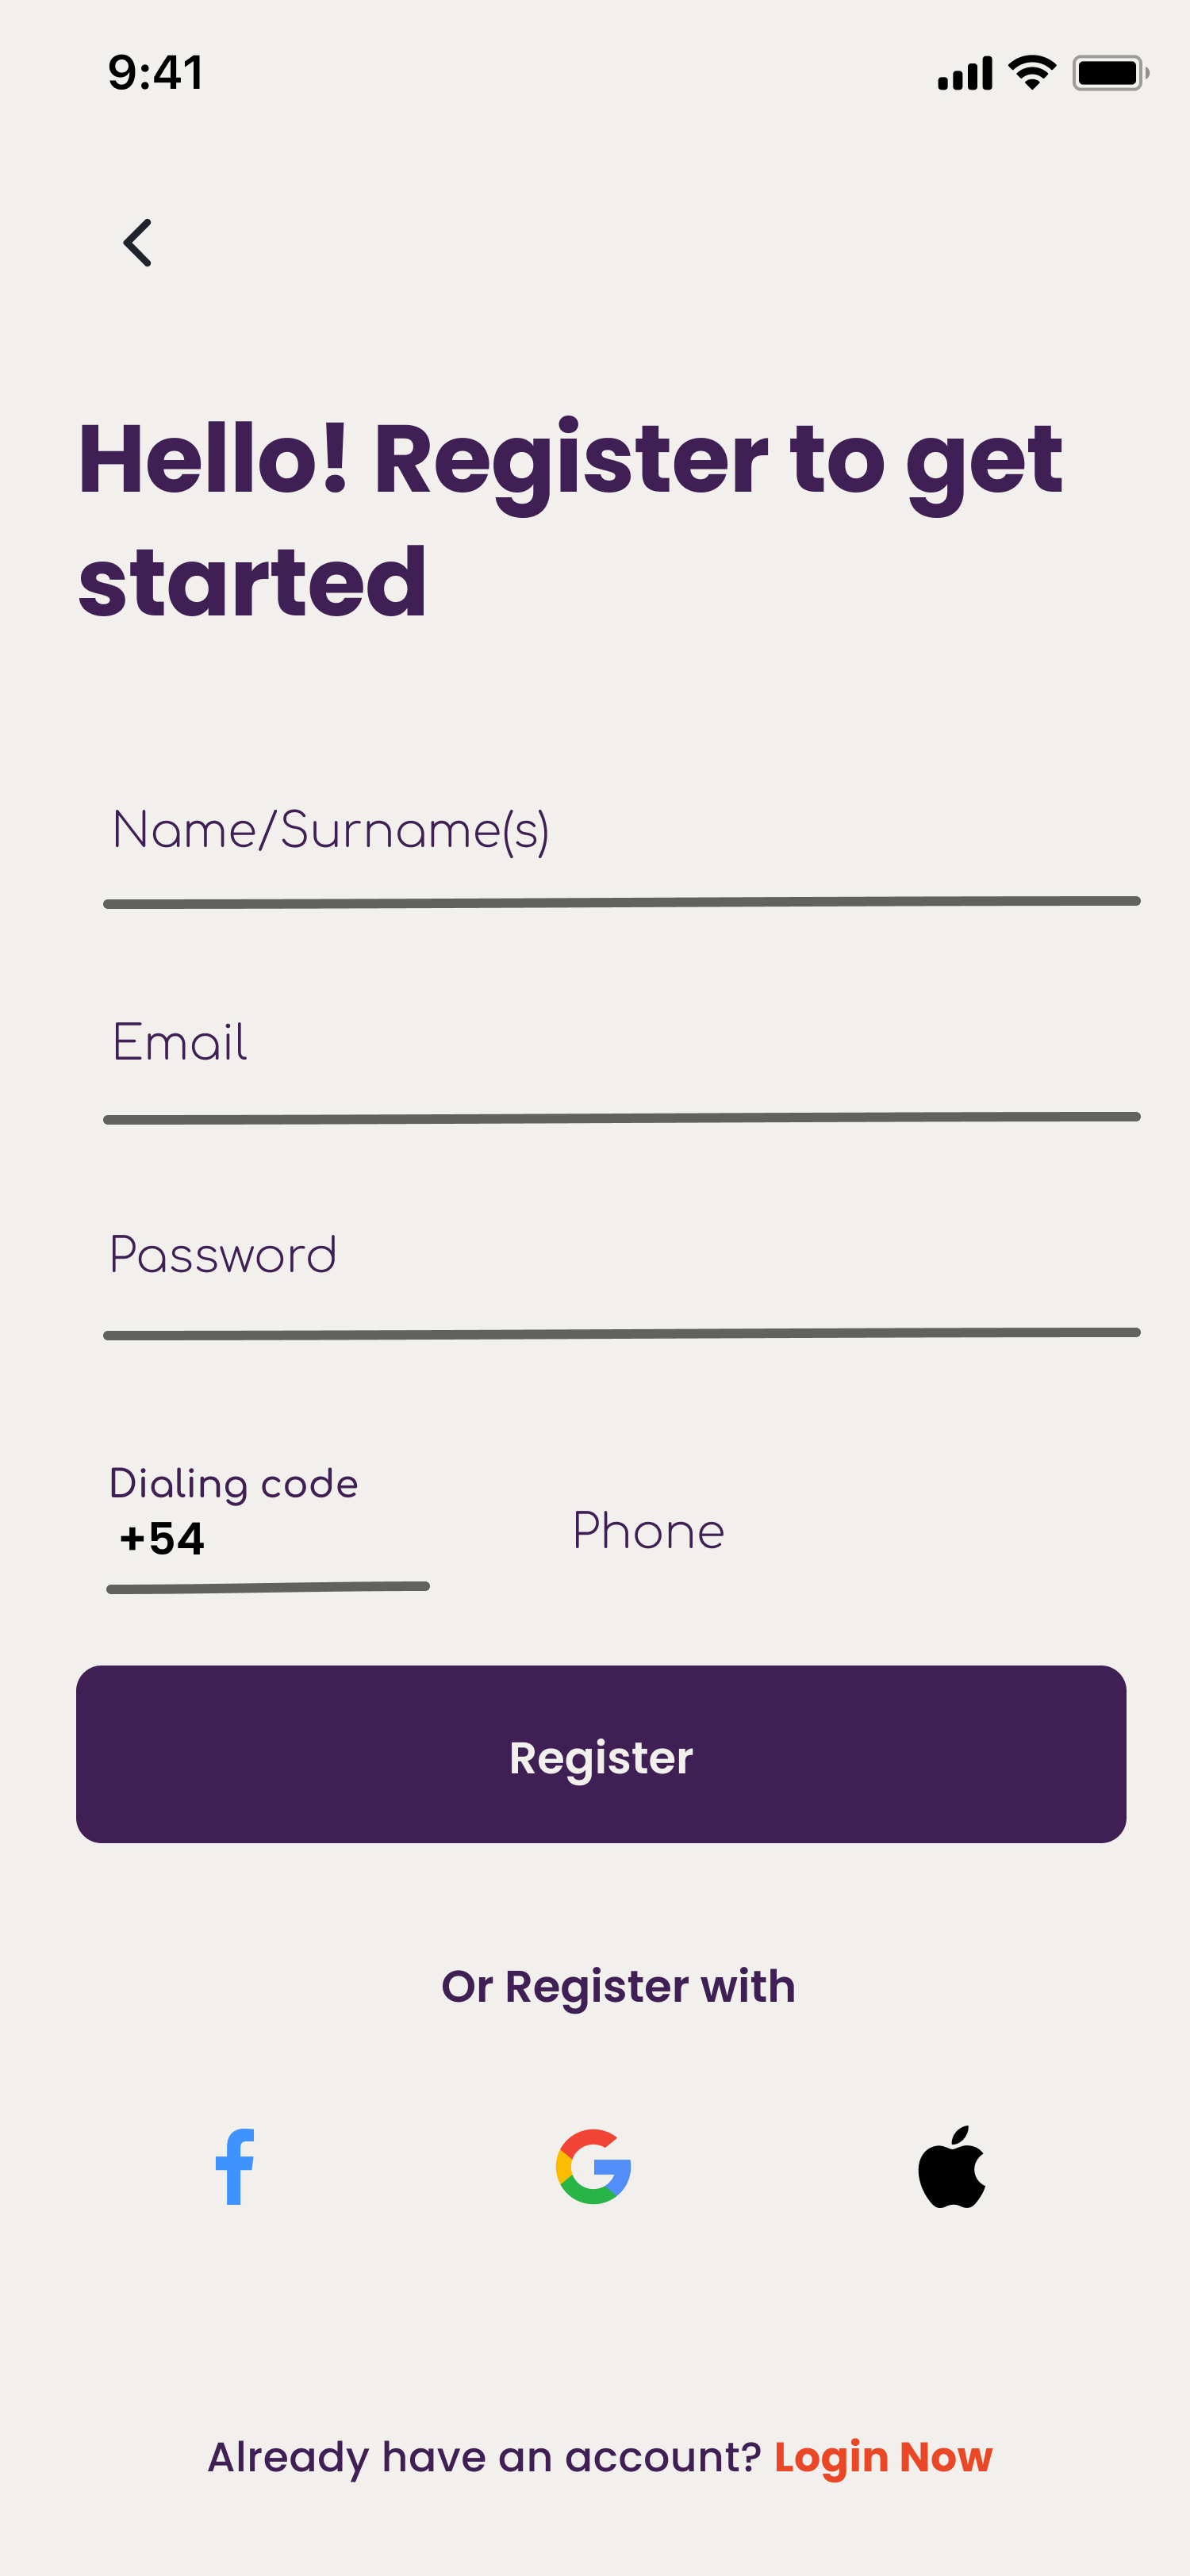 9:41
Hello! Register to get
started
Name/Surname(s)
Email
Password
Dialing code
+54
Phone
Register
Or Register with
Already have an account? Login Now